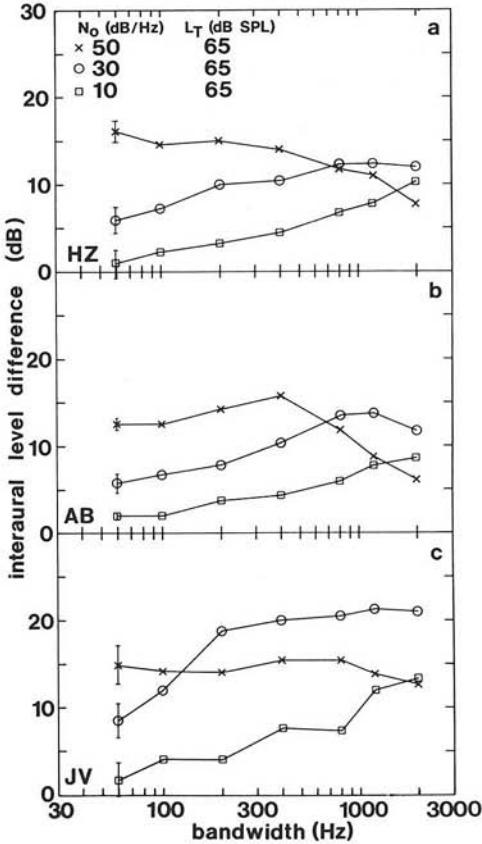 30
N₀ (dB/Hz) L_T (dB SPL) a
× 50 65
○ 30 65
□ 10 65
20
10
0
HZ
b
20
10
0
AB
c
20
10
0
JV
interaural level difference (dB)
30 100 300 1000 3000
bandwidth (Hz)